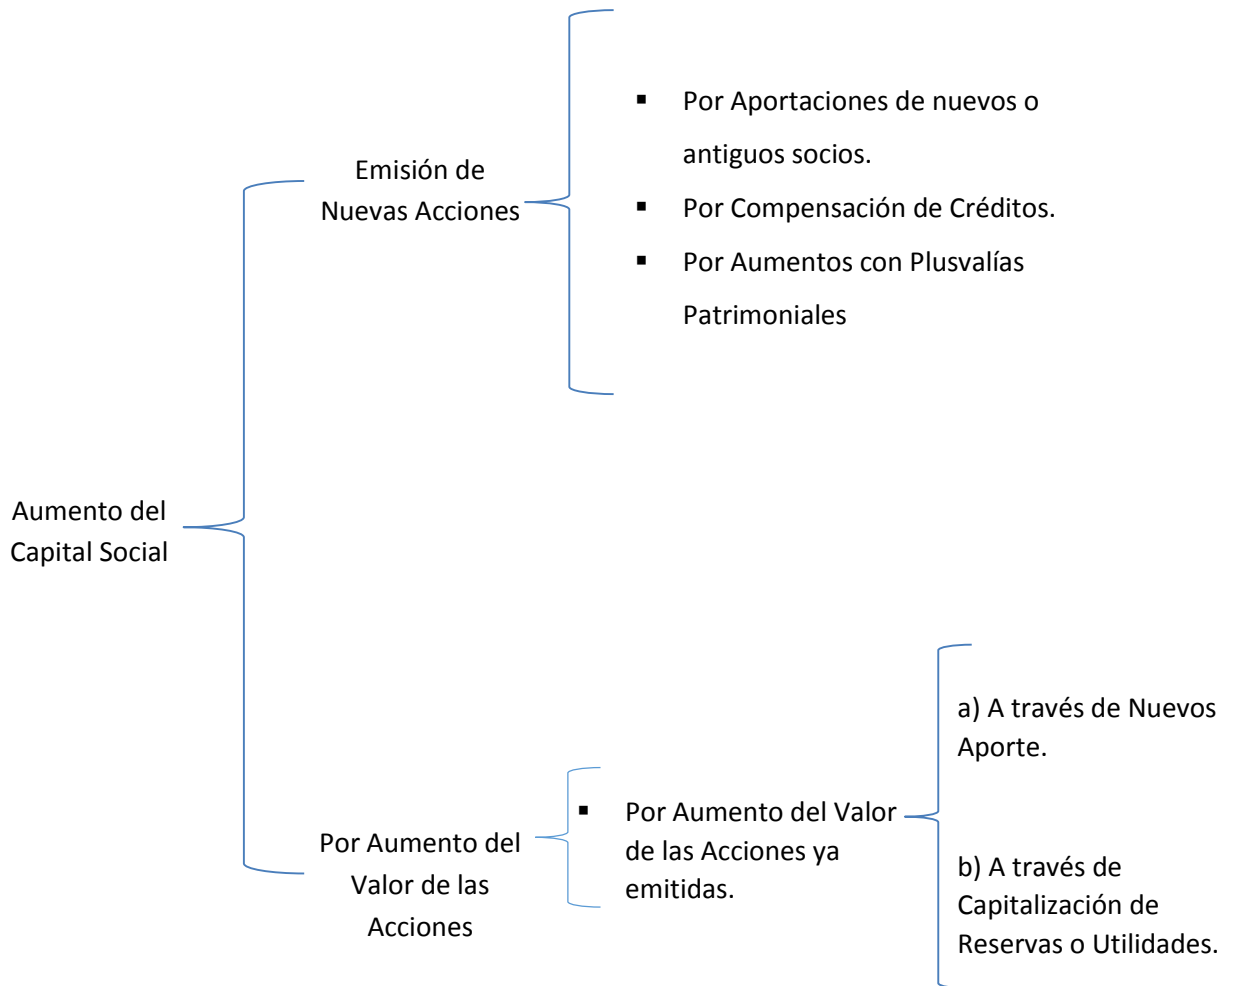 Aumento del
Capital Social
Emisión de
Nuevas Acciones
▪ Por Aportaciones de nuevos o
antiguos socios.
▪ Por Compensación de Créditos.
▪ Por Aumentos con Plusvalías
Patrimoniales
Por Aumento del
Valor de las
Acciones
▪ Por Aumento del Valor
de las Acciones ya
emitidas.
a) A través de Nuevos
Aporte.
b) A través de
Capitalización de
Reservas o Utilidades.